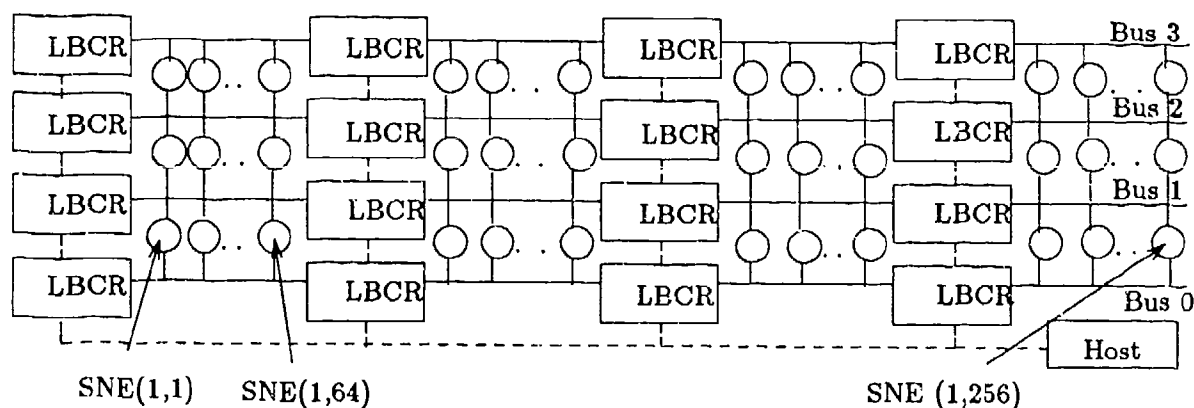 LBCR LBCR LBCR LBCR Bus 3
LBCR LBCR LBCR LBCR Bus 2
LBCR LBCR LBCR LBCR Bus 1
LBCR LBCR LBCR LBCR Bus 0
Host
SNE(1,1) SNE(1,64) SNE (1,256)